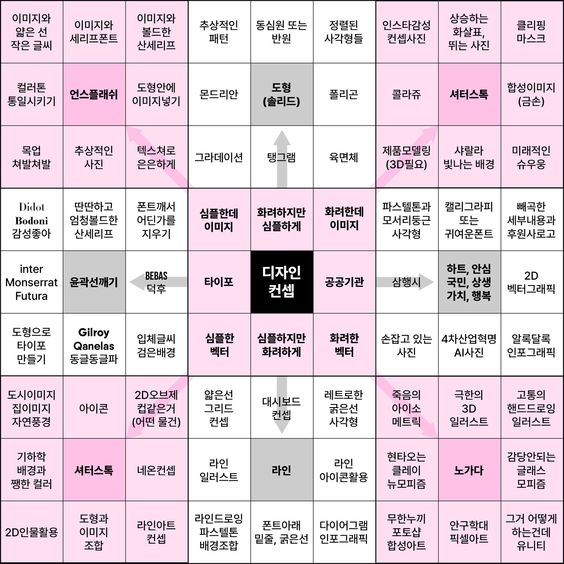 이미지와
얇은 선
작은 글씨
이미지와
세리프폰트
이미지와
볼드한
산세리프
추상적인
패턴
동심원 또는
반원
정렬된
사각형들
인스타감성
컨셉사진
상승하는
화살표,
뛰는 사진
클리핑
마스크
컬러톤
통일시키기
언스플래쉬
도형안에
이미지넣기
몬드리안
도형
(솔리드)
폴리곤
콜라쥬
셔터스톡
합성이미지
(금손)
목업
쳐발쳐발
추상적인
사진
텍스쳐로
은은하게
그라데이션
탱그램
육면체
제품모델링
(3D필요)
샤랄라
빛나는 배경
미래적인
슈우웅
Didot
Bodoni
감성좋아
딴딴하고
엄청볼드한
산세리프
폰트깨서
어딘가를
지우기
심플한데
이미지
화려하지만
심플하게
화려한데
이미지
파스텔톤과
모서리둥근
사각형
캘리그라피
또는
귀여운폰트
빼곡한
세부내용과
후원사로고
inter
Monserrat
Futura
윤곽선깨기
BEBAS
덕후
타이포
디자인
컨셉
공공기관
삼행시
하트, 안심
국민, 상생
가치, 행복
2D
벡터그래픽
도형으로
타이포
만들기
Gilroy
Qanelas
동글동글파
입체글씨
검은배경
심플한
벡터
심플하지만
화려하게
화려한
벡터
손잡고 있는
사진
4차산업혁명
AI사진
알록달록
인포그래픽
도시이미지
집이미지
자연풍경
아이콘
2D오브제
컵같은거
(어떤 물건)
얇은선
그리드
컨셉
대시보드
컨셉
레트로한
굵은선
사각형
죽음의
아이소
메트릭
극한의
3D
일러스트
고통의
핸드드로잉
일러스트
기하학
배경과
쨍한 컬러
셔터스톡
네온컨셉
라인
일러스트
라인
라인
아이콘활용
현타오는
클레이
뉴모피즘
노가다
감당안되는
글래스
모피즘
2D인물활용
도형과
이미지
조합
라인아트
컨셉
라인드로잉
파스텔톤
배경조합
폰트아래
밑줄, 굵은선
다이어그램
인포그래픽
무한누끼
포토샵
합성아트
안구학대
픽셀아트
그거 어떻게
하는건데
유니티